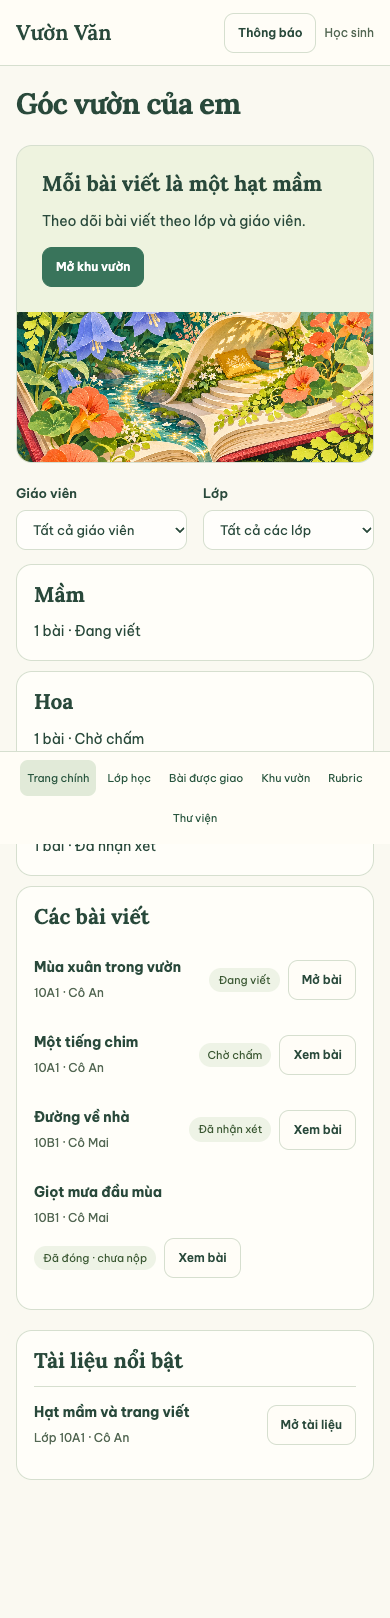 Vườn Văn
Thông báo
Học sinh
Góc vườn của em
Mỗi bài viết là một hạt mầm
Theo dõi bài viết theo lớp và giáo viên.
Mở khu vườn
Giáo viên
Lớp
Tất cả giáo viên
Tất cả các lớp
Mầm
1 bài · Đang viết
Hoa
1 bài · Chờ chấm
Trang chính
Lớp học
Bài được giao
Khu vườn
Rubric
Thư viện
1 bài · Đã nhận xét
Các bài viết
Mùa xuân trong vườn
10A1 · Cô An
Đang viết
Mở bài
Một tiếng chim
10A1 · Cô An
Chờ chấm
Xem bài
Đường về nhà
10B1 · Cô Mai
Đã nhận xét
Xem bài
Giọt mưa đầu mùa
10B1 · Cô Mai
Đã đóng · chưa nộp
Xem bài
Tài liệu nổi bật
Hạt mầm và trang viết
Lớp 10A1 · Cô An
Mở tài liệu